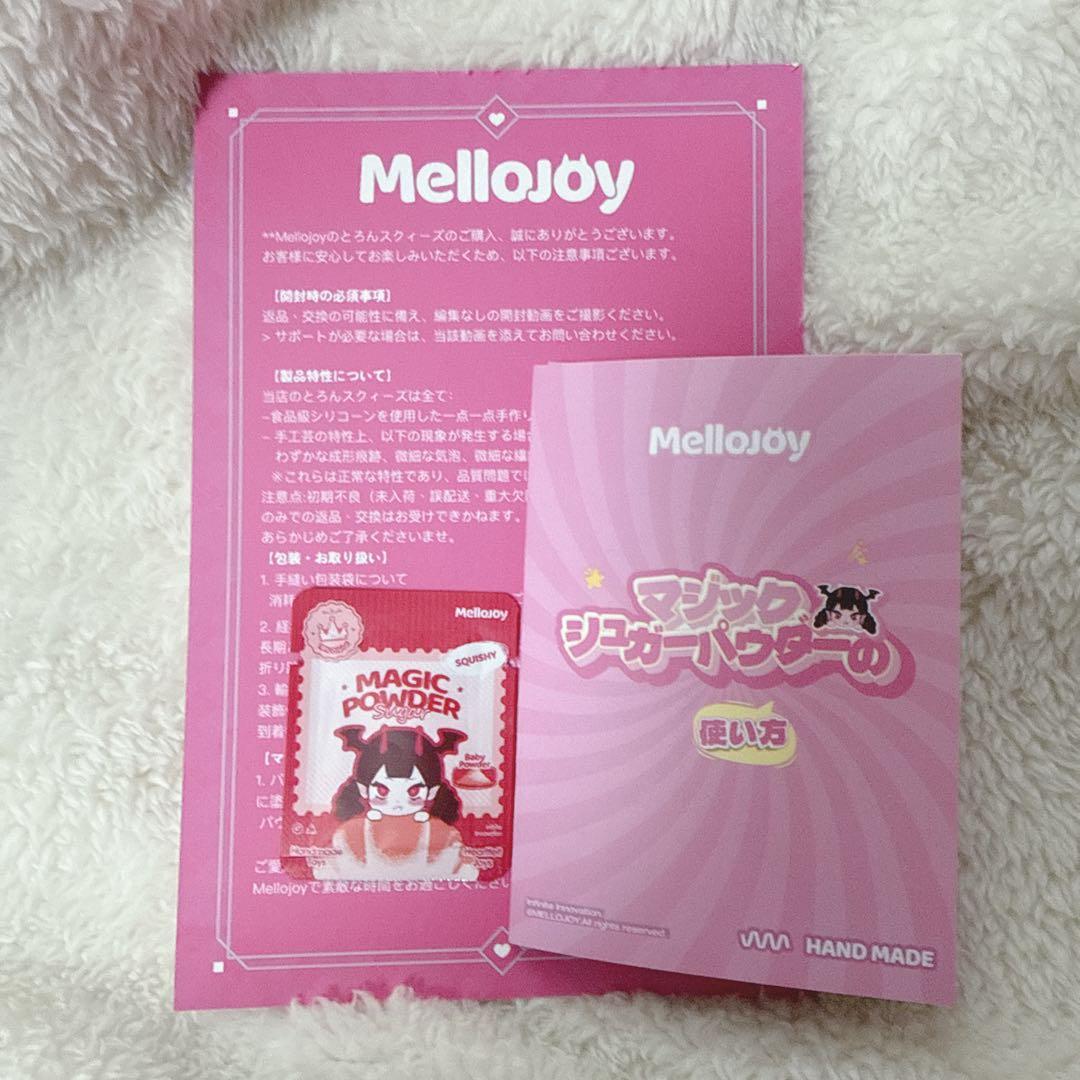 Mellojoy
**Mellojoyのとろんスクィーズのご購入、誠にありがとうございます。
お客様に安心してお楽しみいただくため、以下の注意事項ございます。
【開封時の必須事項】
返品・交換の可能性に備え、編集なしの開封動画をご撮影ください。
> サポートが必要な場合は、当該動画を添えてお問い合わせください。
【製品特性について】
当店のとろんスクィーズは全て:
-食品級シリコーンを使用した一点一点手作り
- 手工芸の特性上、以下の現象が発生する場
わずかな成形痕跡、微細な気泡、微細な
※これらは正常な特性であり、品質問題で
注意点:初期不良（未入荷・誤配送・重大欠
のみでの返品・交換はお受けできかねます。
あらかじめご了承くださいませ。
【包装・お取り扱い】
1. 手縫い包装袋について
消
2. 経
長期
折り
3. 輸
装飾
到着
【マ
1. パ
に塗
パウ
ご愛
Mellojoyで素敵な時間をお過ごしくださ
Mellojoy
SQUISHY
MAGIC
POWDER
Sugar
Baby
Powder
Infinite
Innovation
Handmade
Toys
Heartfelt
Joys
Mellojoy
マジック
シュガーパウダーの
使い方
Infinite Innovation.
©MELLOJOY.All rights reserved.
HAND MADE